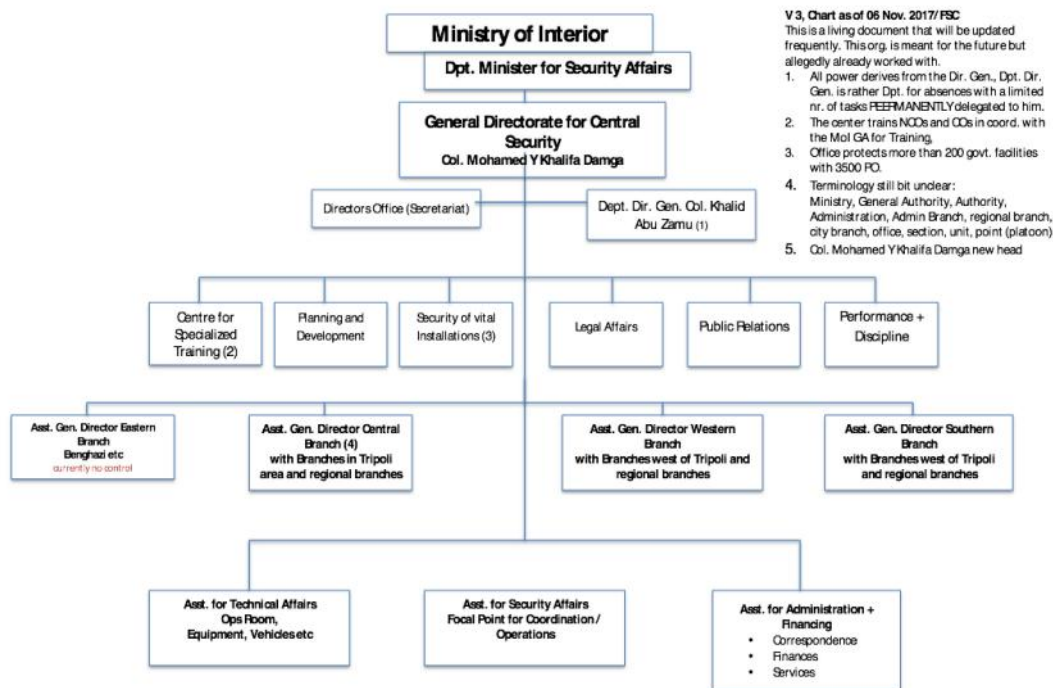 Ministry of Interior
Dpt. Minister for Security Affairs
General Directorate for Central
Security
Col. Mohamed Y Khalifa Damga
Directors Office (Secretariat)
Dept. Dir. Gen. Col. Khalid
Abu Zamu (1)
V 3, Chart as of 06 Nov. 2017/ FSC
This is a living document that will be updated
frequently. This org. is meant for the future but
allegedly already worked with.
1. All power derives from the Dir. Gen., Dpt. Dir.
Gen. is rather Dpt. for absences with a limited
nr. of tasks PEERMANENTLY delegated to him.
2. The center trains NCOs and COs in coord. with
the MoI GA for Training,
3. Office protects more than 200 govt. facilities
with 3500 PO.
4. Terminology still bit unclear:
Ministry, General Authority, Authority,
Administration, Admin Branch, regional branch,
city branch, office, section, unit, point (platoon)
5. Col. Mohamed Y Khalifa Damga new head
Centre for
Specialized
Training (2)
Planning and
Development
Security of vital
Installations (3)
Legal Affairs
Public Relations
Performance +
Discipline
Asst. Gen. Director Eastern
Branch
Benghazi etc
currently no control
Asst. Gen. Director Central
Branch (4)
with Branches in Tripoli
area and regional branches
Asst. Gen. Director Western
Branch
with Branches west of Tripoli and
regional branches
Asst. Gen. Director Southern
Branch
with Branches west of Tripoli
and regional branches
Asst. for Technical Affairs
Ops Room,
Equipment, Vehicles etc
Asst. for Security Affairs
Focal Point for Coordination /
Operations
Asst. for Administration +
Financing
• Correspondence
• Finances
• Services